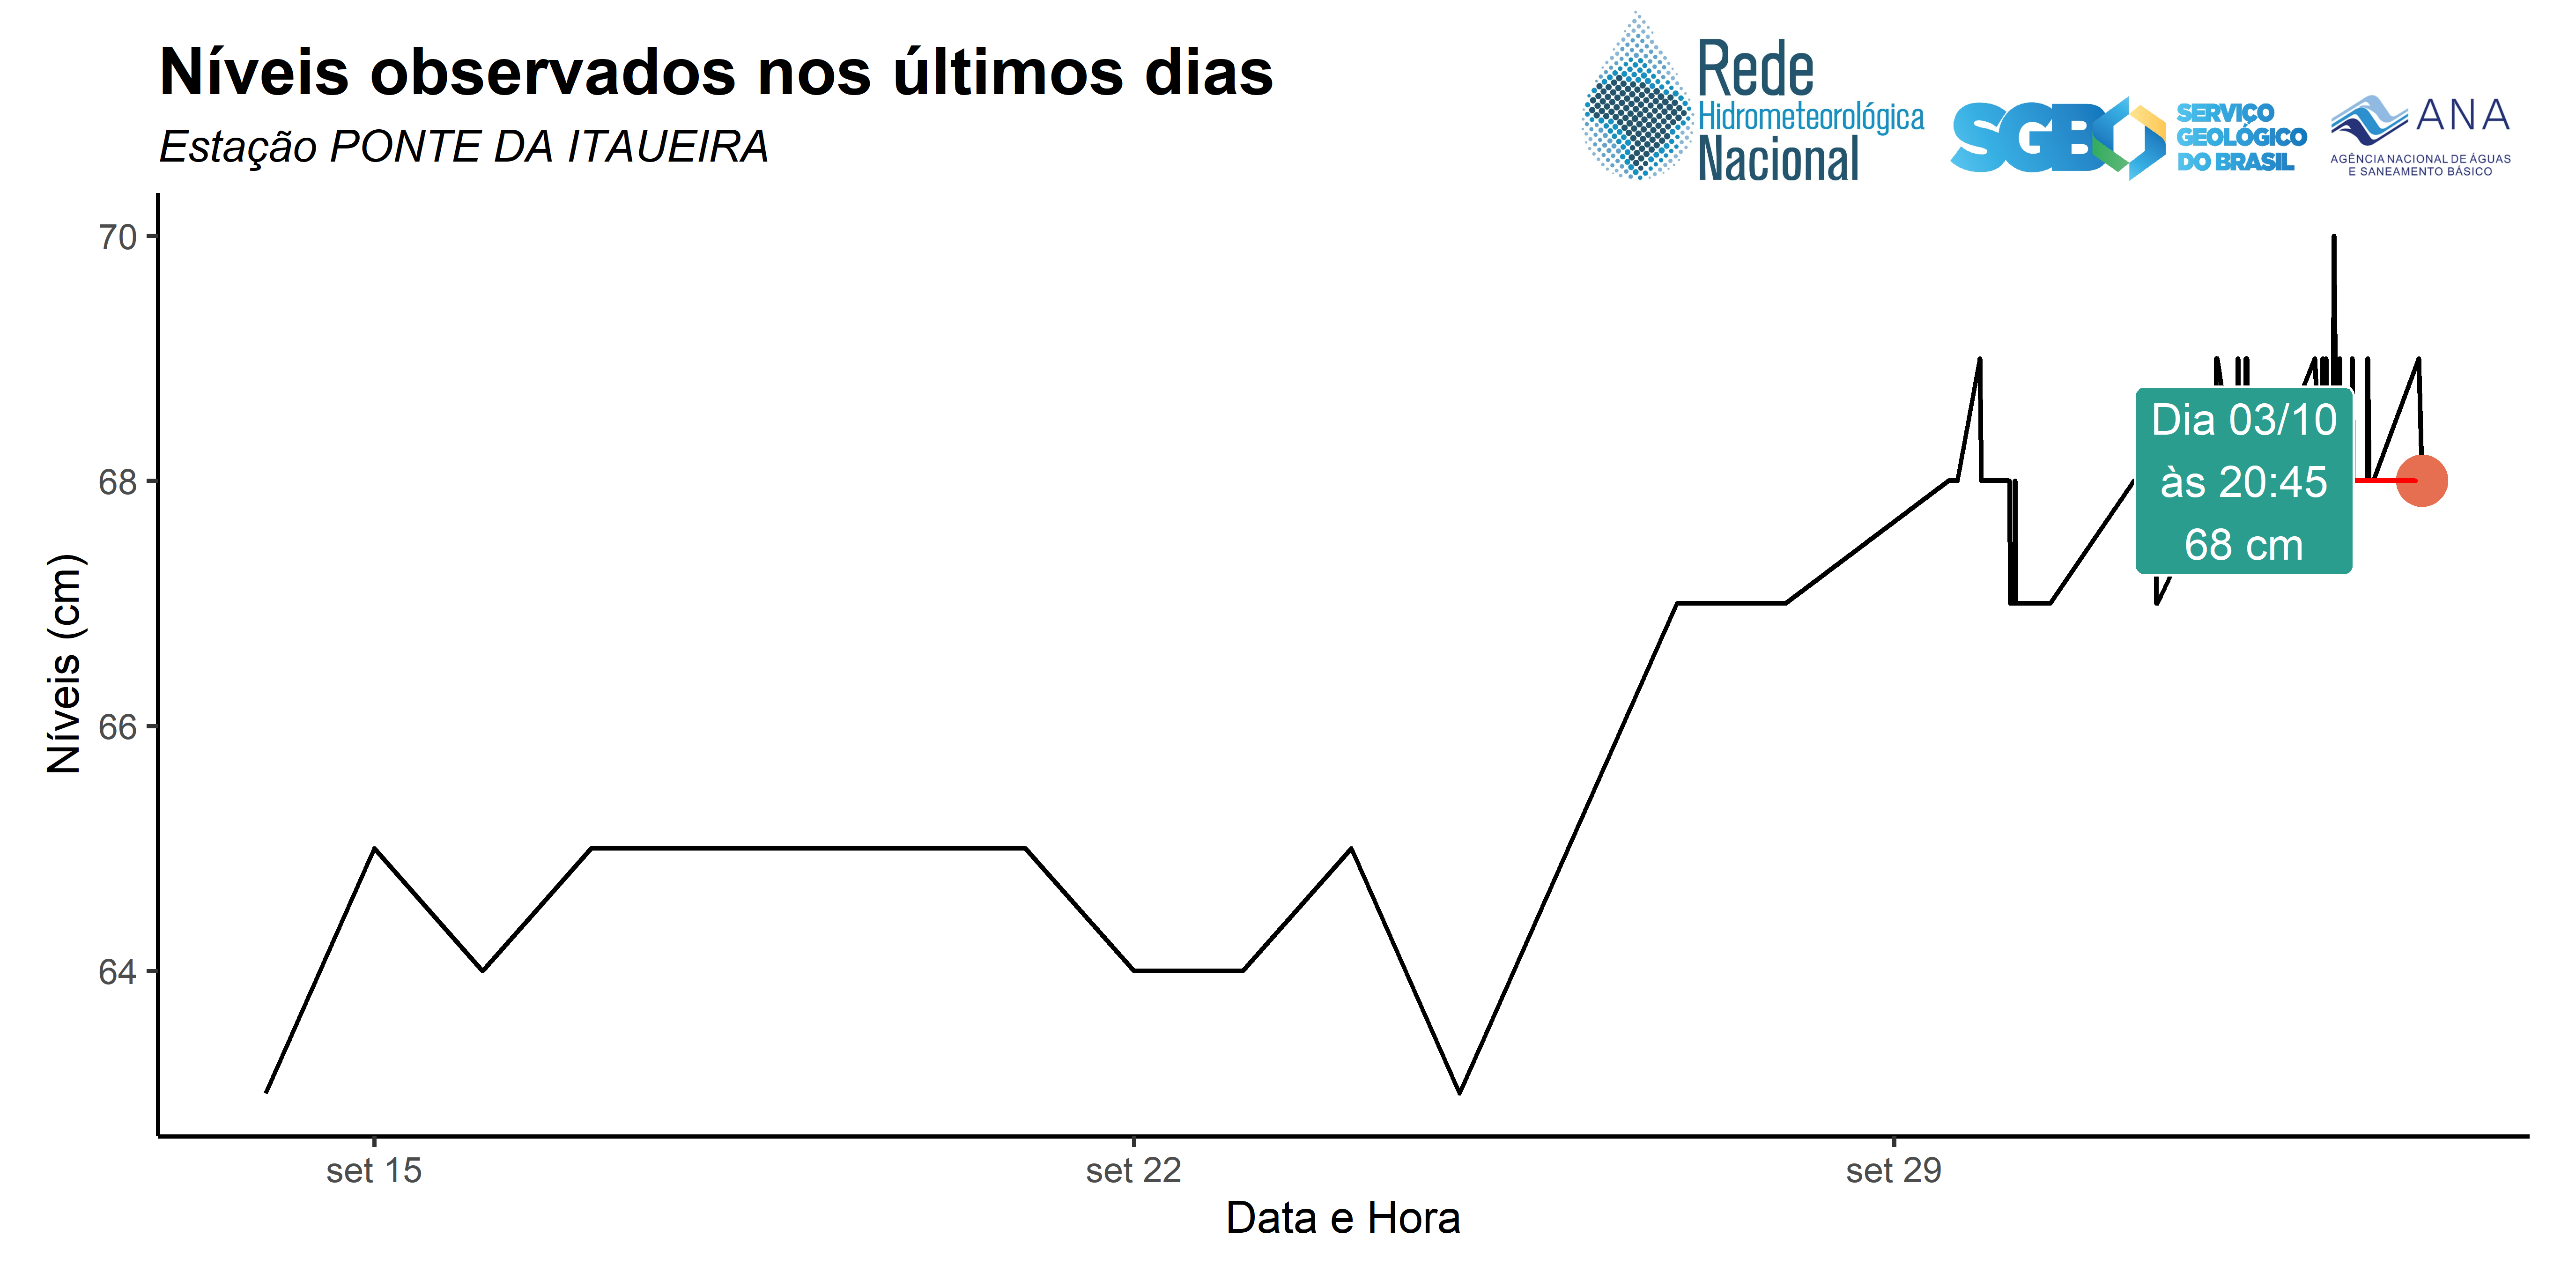 Níveis observados nos últimos dias
Estação PONTE DA ITAUEIRA
Rede
Hidrometeorológica
Nacional
SGB
SERVIÇO
GEOLÓGICO
DO BRASIL
ANA
AGÊNCIA NACIONAL DE ÁGUAS
E SANEAMENTO BÁSICO
Níveis (cm)
70
68
66
64
Dia 03/10
às 20:45
68 cm
set 15
set 22
set 29
Data e Hora